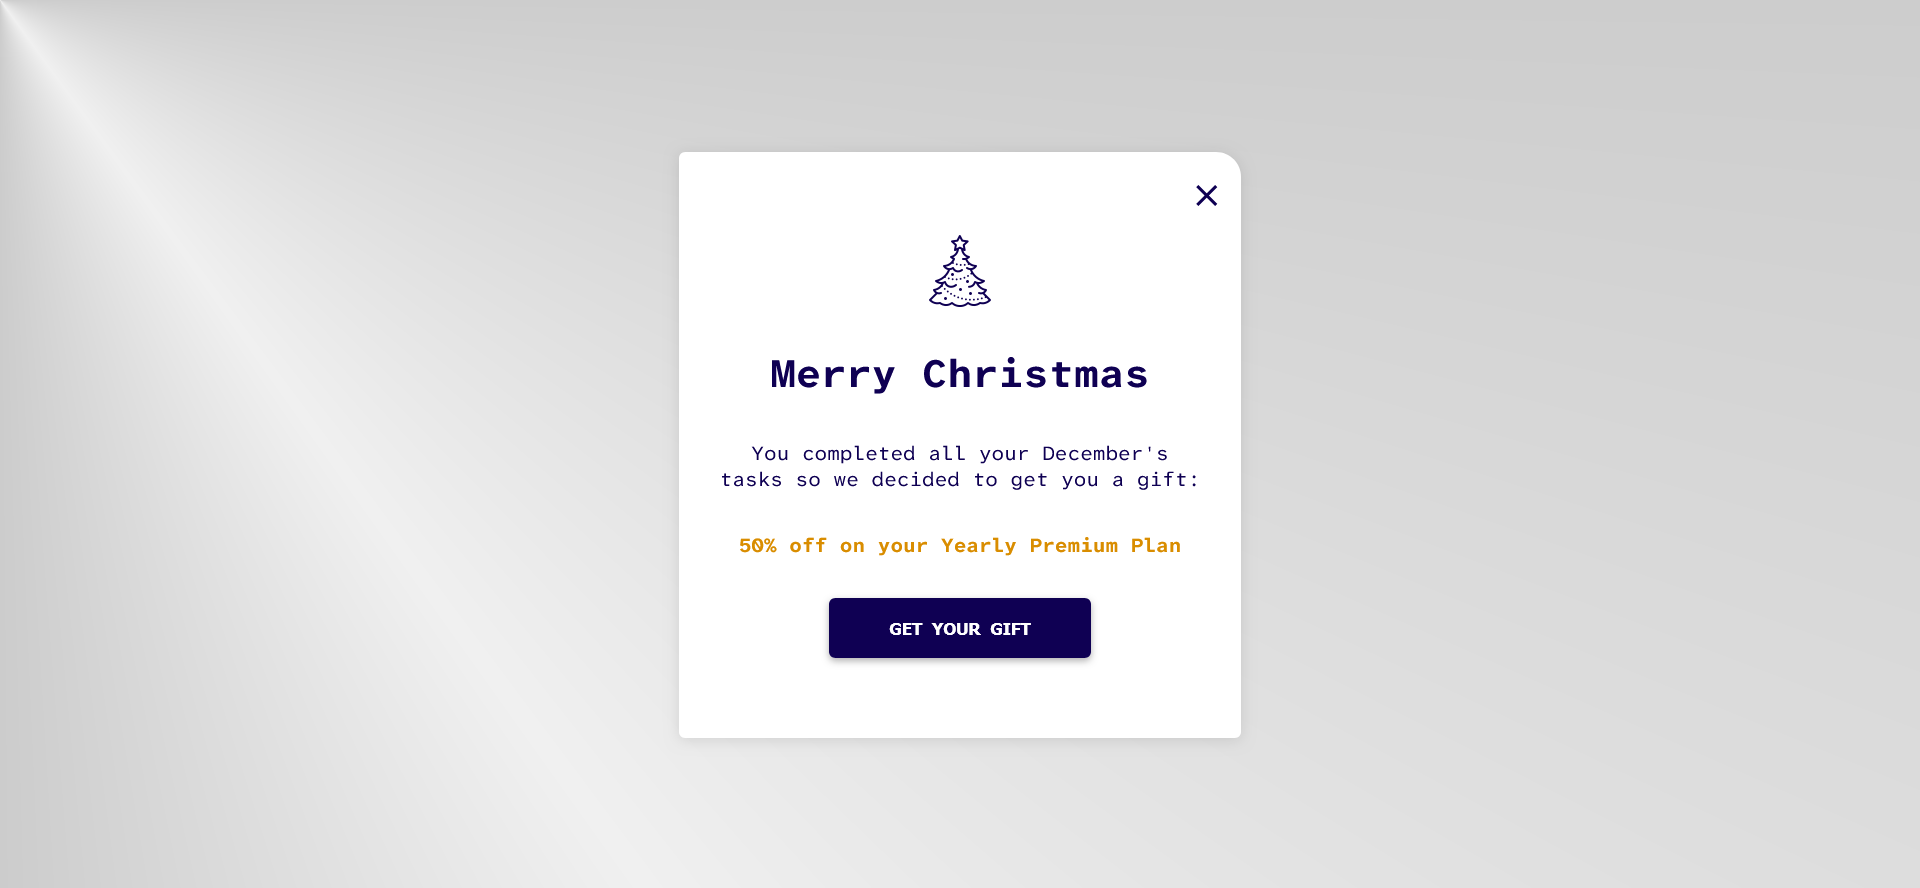 Merry Christmas
You completed all your December's
tasks so we decided to get you a gift:
50% off on your Yearly Premium Plan
GET YOUR GIFT